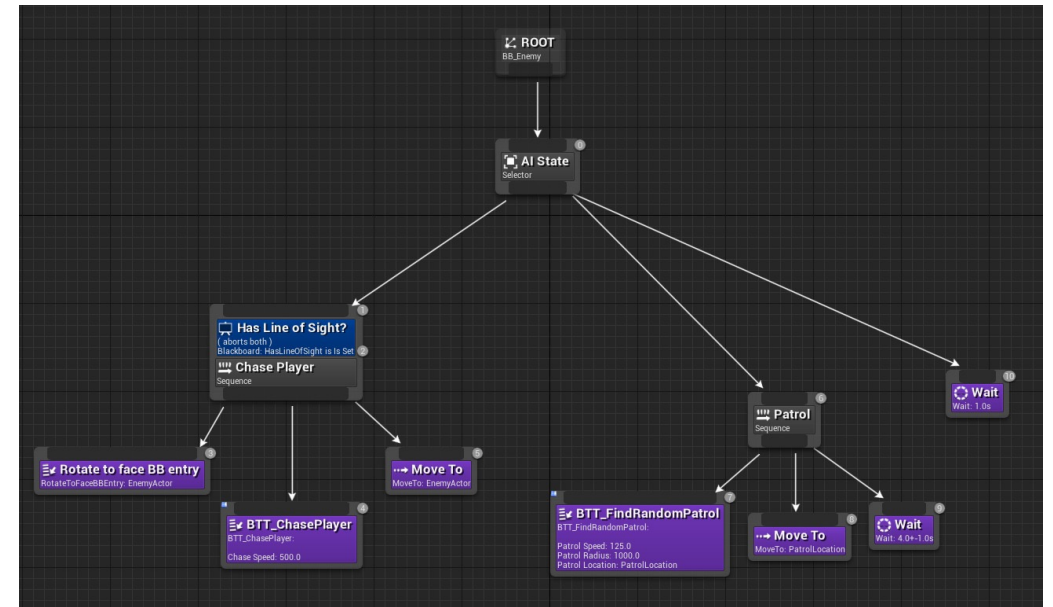 ROOT
BB_Enemy
0
AI State
Selector
1
Has Line of Sight?
( aborts both )
Blackboard: HasLineOfSight is Is Set
2
Chase Player
Sequence
3
Rotate to face BB entry
RotateToFaceBBEntry: EnemyActor
4
BTT_ChasePlayer
BTT_ChasePlayer:
Chase Speed: 500.0
5
Move To
MoveTo: EnemyActor
6
Patrol
Sequence
7
BTT_FindRandomPatrol
BTT_FindRandomPatrol:
Patrol Speed: 125.0
Patrol Radius: 1000.0
Patrol Location: PatrolLocation
8
Move To
MoveTo: PatrolLocation
9
Wait
Wait: 4.0+-1.0s
10
Wait
Wait: 1.0s